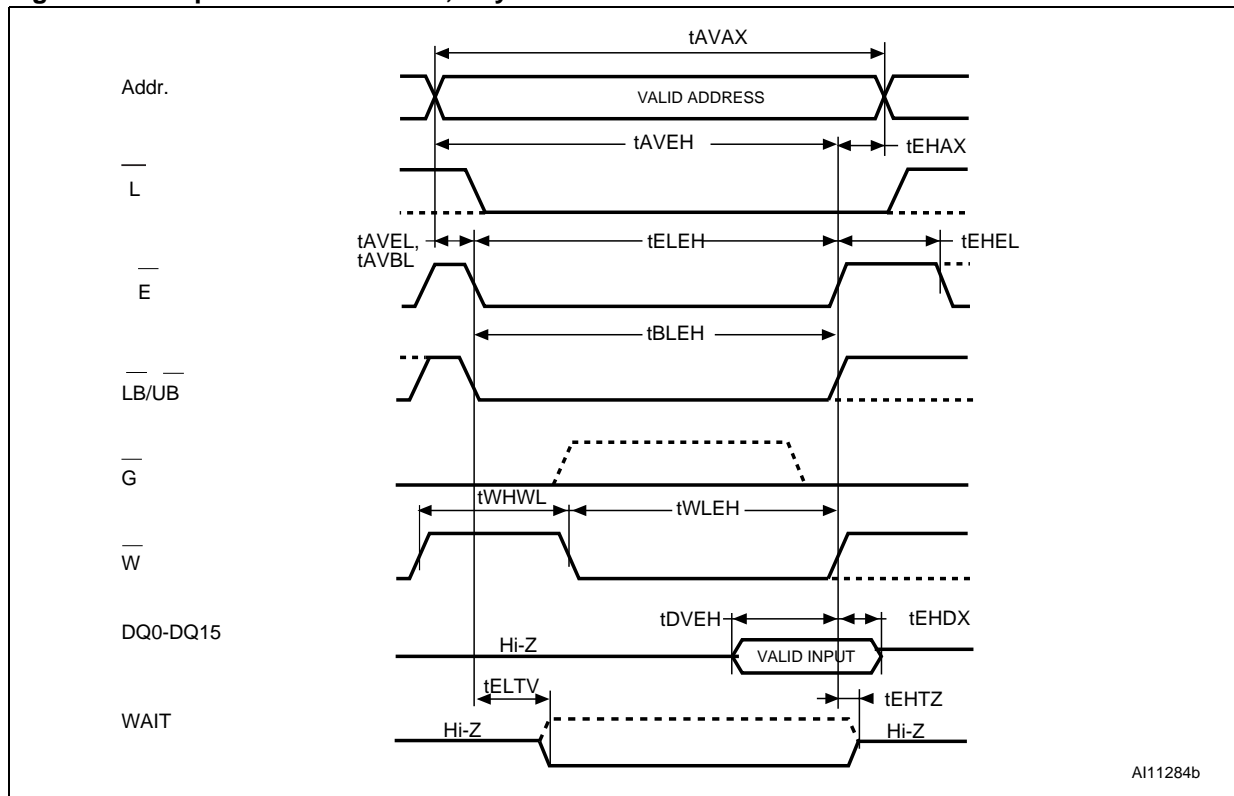 tAVAX
Addr.
VALID ADDRESS
tAVEH
tEHAX
L
tAVEL,
tAVBL
tELEH
tEHEL
E
tBLEH
LB/UB
G
tWHWL
tWLEH
W
DQ0-DQ15
tDVEH
tEHDX
Hi-Z
VALID INPUT
tELTV
tEHTZ
WAIT
Hi-Z
Hi-Z
AI11284b